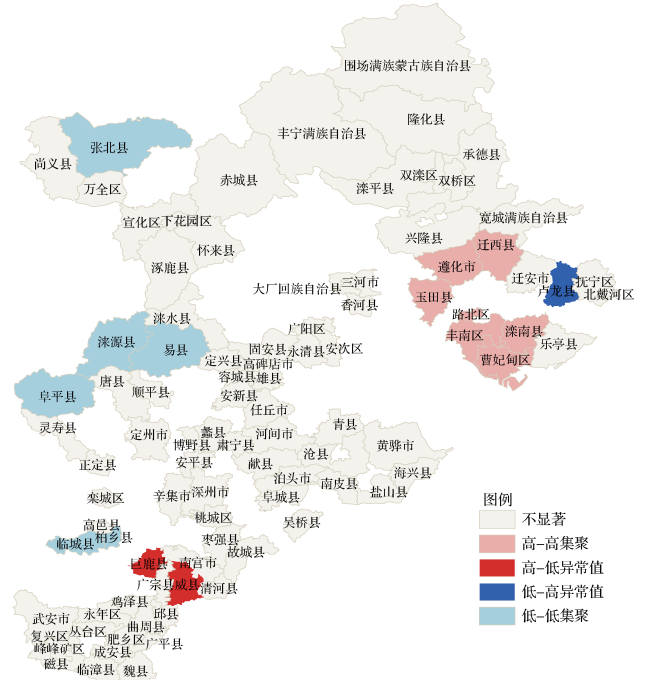 围场满族蒙古族自治县
隆化县
丰宁满族自治县
承德县
张北县
尚义县
万全区
赤城县
滦平县
双滦区
双桥区
宽城满族自治县
宣化区
下花园区
兴隆县
怀来县
涿鹿县
迁西县
遵化市
迁安市
抚宁区
卢龙县
北戴河区
大厂回族自治县
三河市
香河县
玉田县
路北区
丰南区
滦南县
乐亭县
曹妃甸区
涞水县
涞源县
易县
广阳区
固安县
永清县
安次区
定兴县
高碑店市
容城县
雄县
阜平县
唐县
顺平县
安新县
任丘市
灵寿县
定州市
蠡县
博野县
肃宁县
河间市
青县
沧县
黄骅市
正定县
安平县
献县
泊头市
南皮县
海兴县
盐山县
栾城区
辛集市
深州市
阜城县
桃城区
吴桥县
高邑县
柏乡县
临城县
枣强县
故城县
巨鹿县
南宫市
广宗县
威县
清河县
鸡泽县
武安市
永年区
邱县
复兴区
丛台区
曲周县
肥乡区
广平县
峰峰矿区
成安县
磁县
临漳县
魏县
图例
不显著
高-高集聚
高-低异常值
低-高异常值
低-低集聚